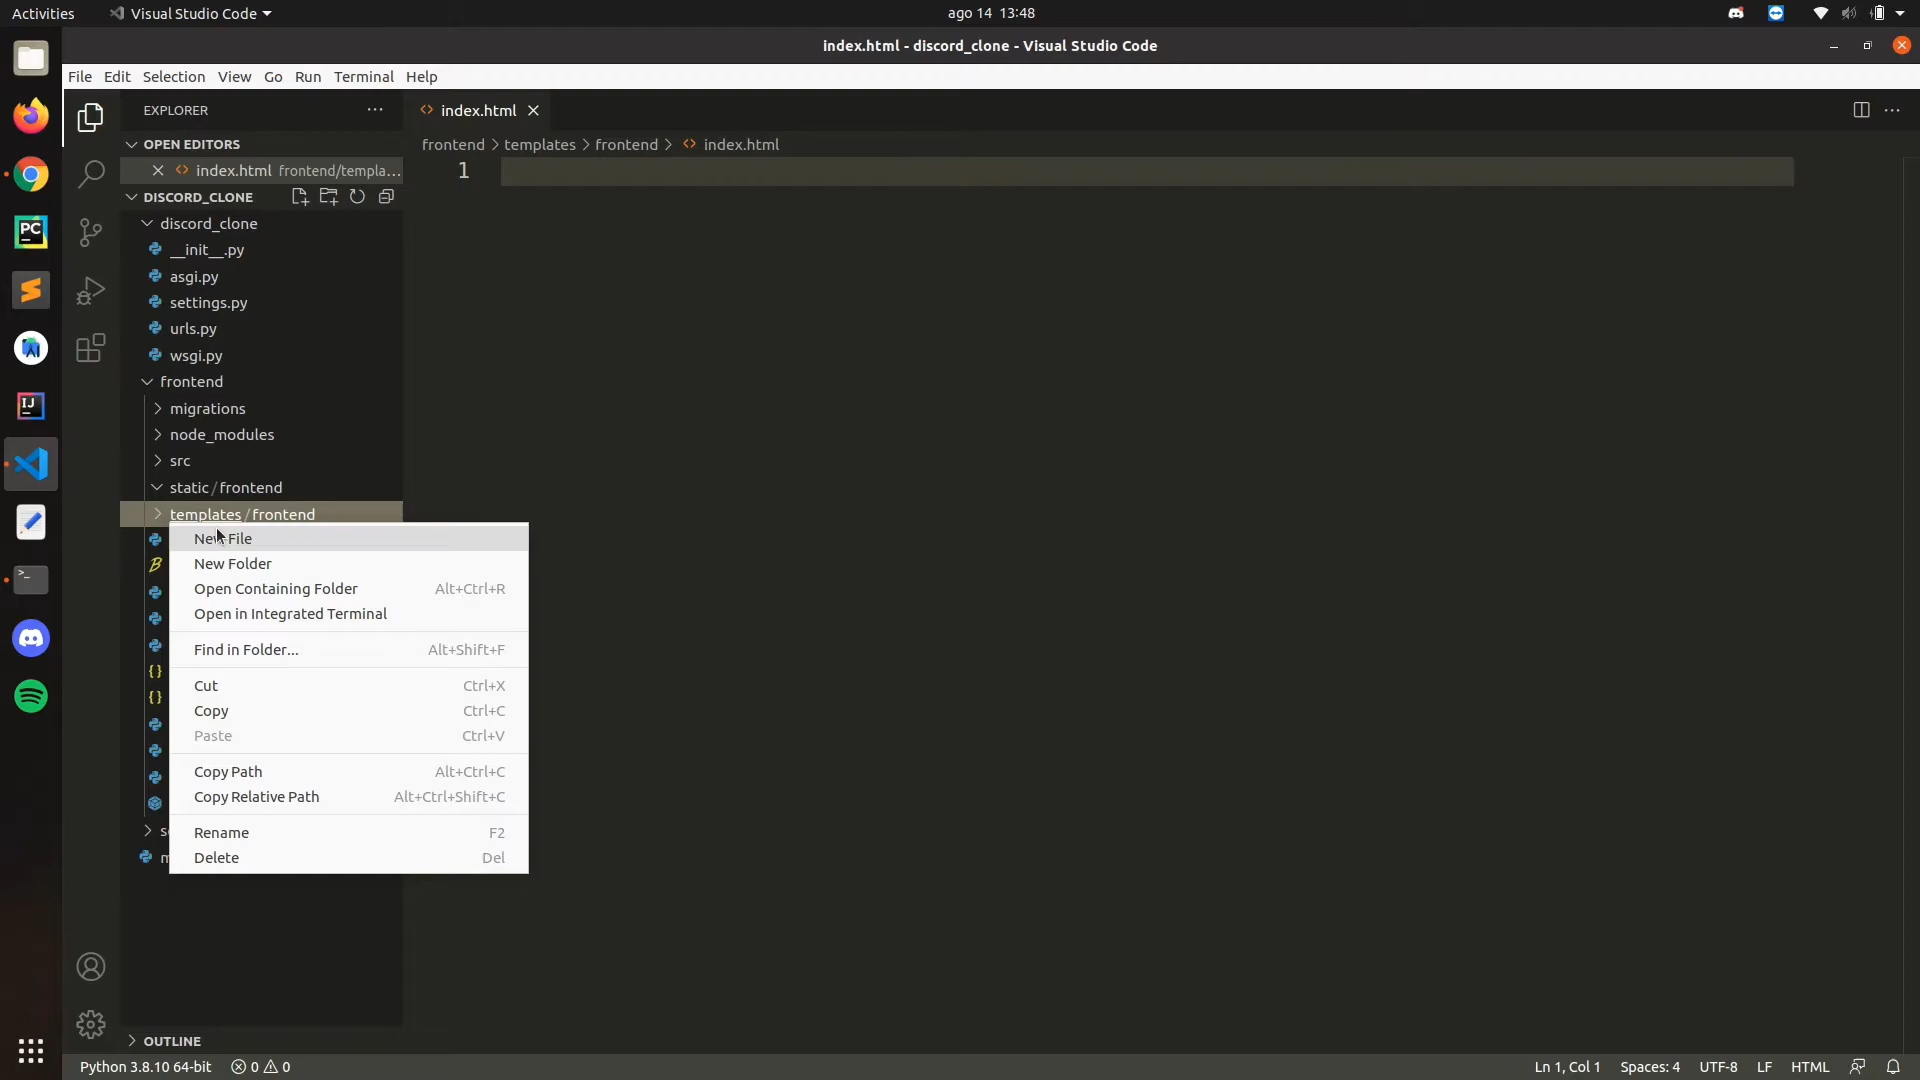 Activities
Visual Studio Code
ago 14 13:48
index.html - discord_clone - Visual Studio Code
File Edit Selection View Go Run Terminal Help
EXPLORER
index.html
OPEN EDITORS
frontend templates frontend index.html
index.html frontend/templa...
1
DISCORD_CLONE
discord_clone
__init__.py
asgi.py
settings.py
urls.py
wsgi.py
frontend
migrations
node_modules
src
static/frontend
templates/frontend
New File
New Folder
Open Containing Folder Alt+Ctrl+R
Open in Integrated Terminal
Find in Folder... Alt+Shift+F
Cut Ctrl+X
Copy Ctrl+C
Paste Ctrl+V
Copy Path Alt+Ctrl+C
Copy Relative Path Alt+Ctrl+Shift+C
Rename F2
Delete Del
OUTLINE
Python 3.8.10 64-bit 0 0
Ln 1, Col 1 Spaces: 4 UTF-8 LF HTML
PC
IJ